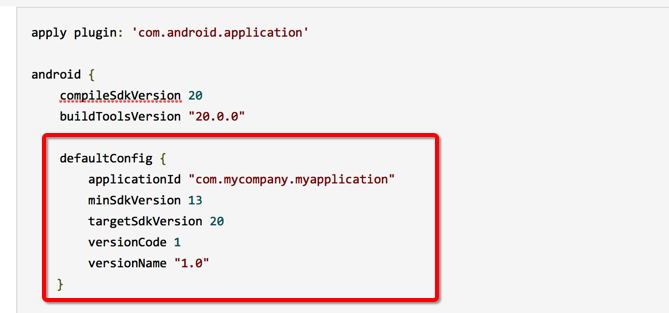 apply plugin: 'com.android.application'
android {
compileSdkVersion 20
buildToolsVersion "20.0.0"
defaultConfig {
applicationId "com.mycompany.myapplication"
minSdkVersion 13
targetSdkVersion 20
versionCode 1
versionName "1.0"
}